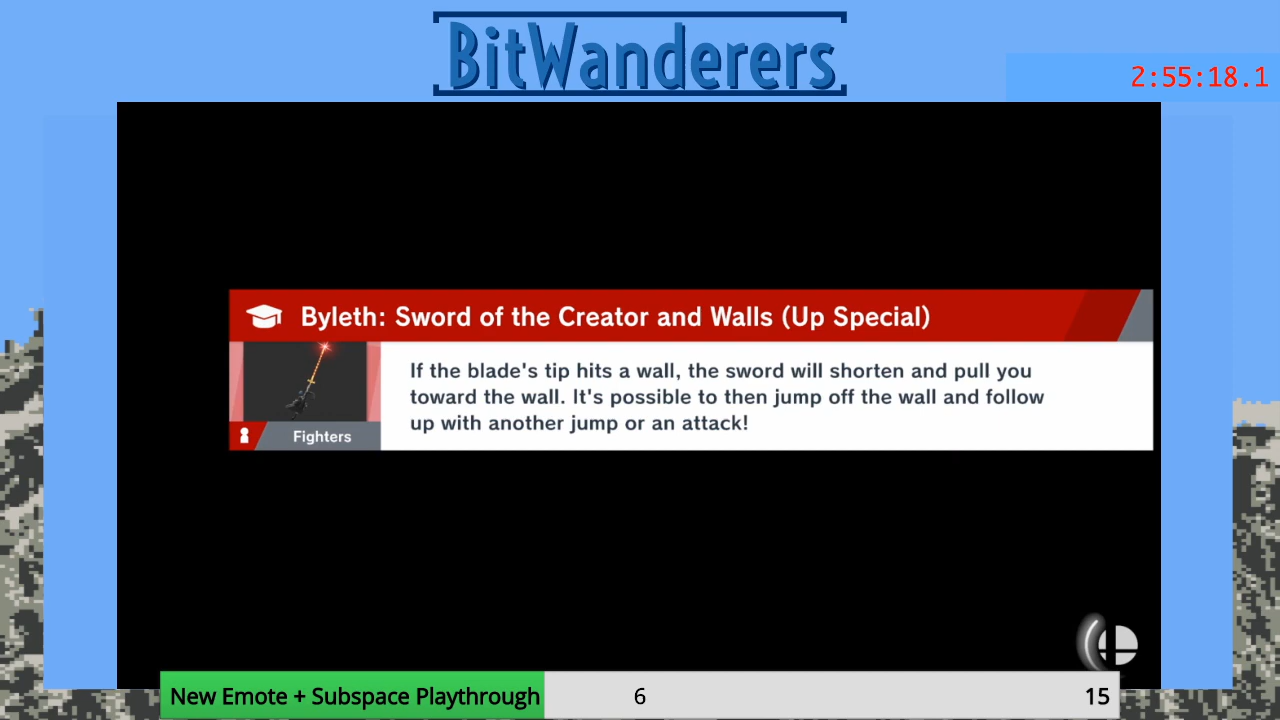 BitWanderers
2:55:18.1
Byleth: Sword of the Creator and Walls (Up Special)
If the blade's tip hits a wall, the sword will shorten and pull you
toward the wall. It's possible to then jump off the wall and follow
up with another jump or an attack!
Fighters
New Emote + Subspace Playthrough 6 15